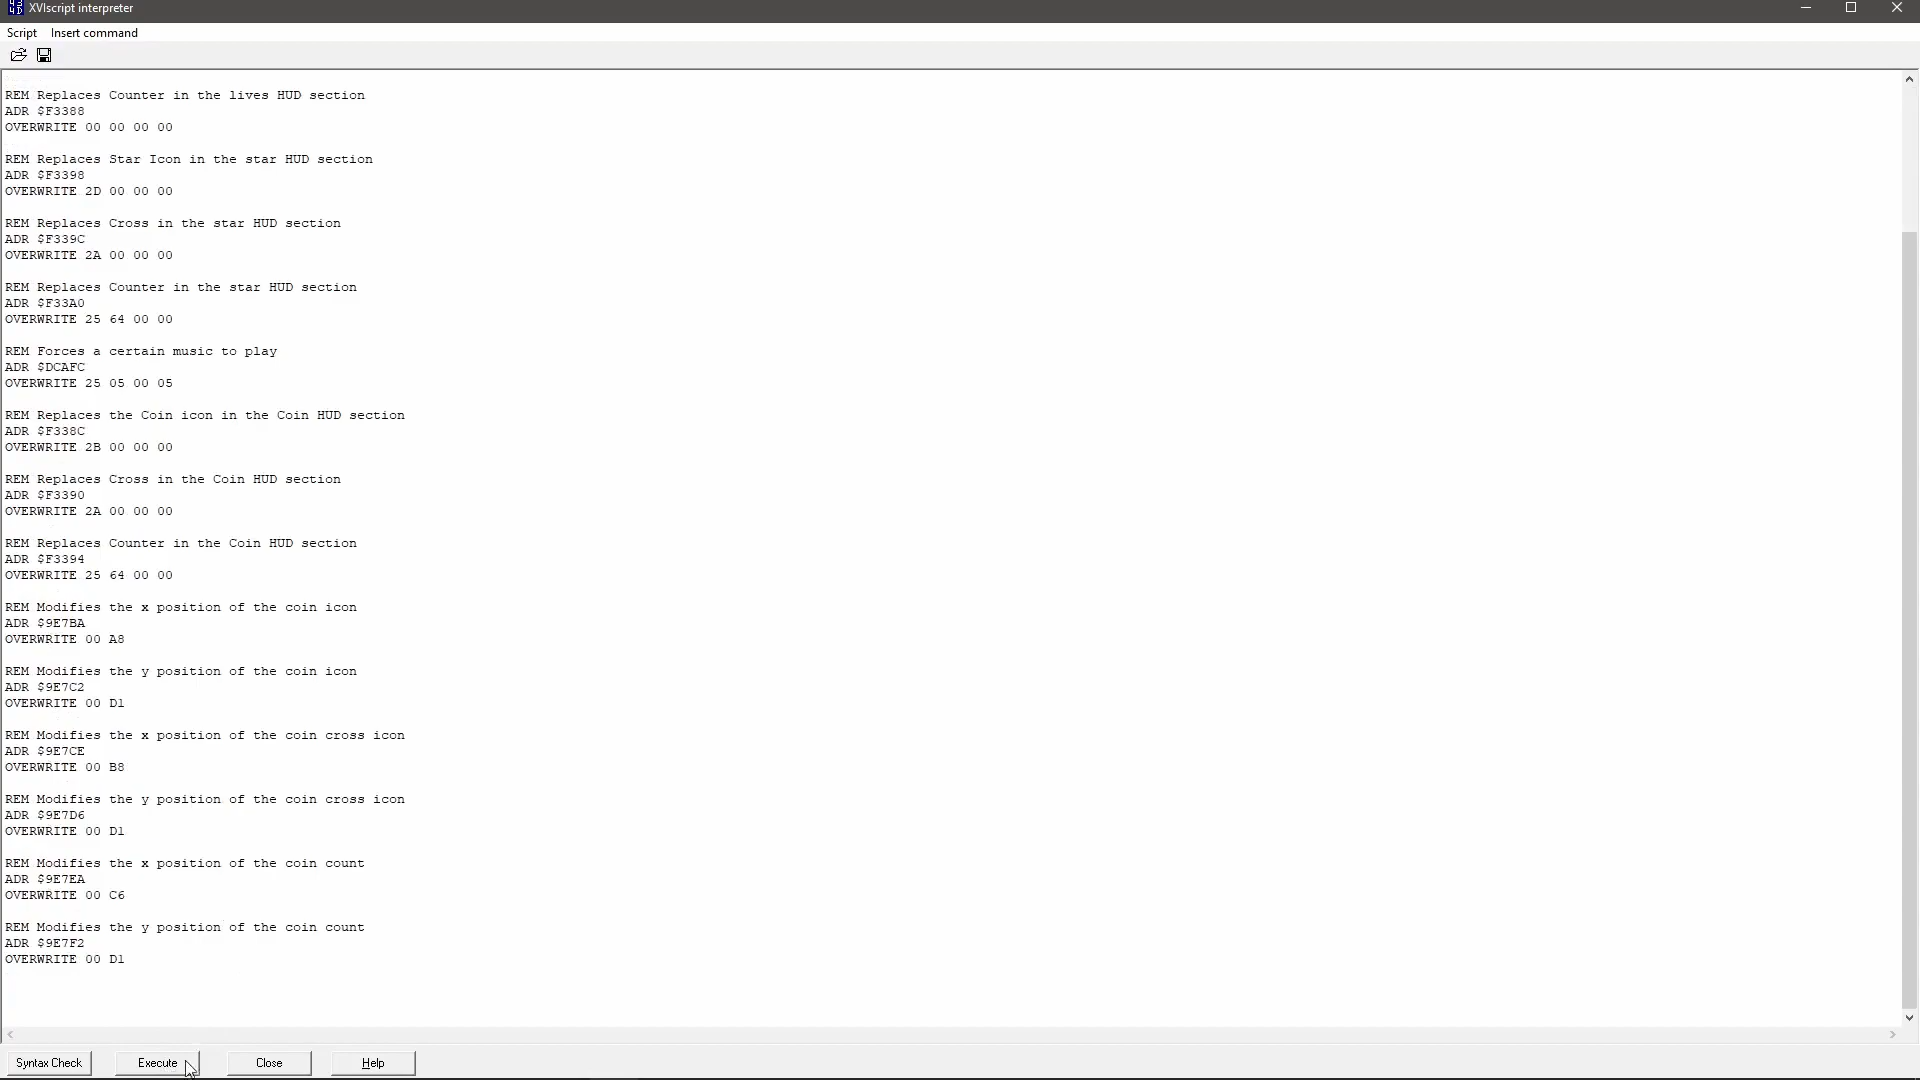 XVIscript interpreter
Script Insert command
REM Replaces Counter in the lives HUD section
ADR $F3388
OVERWRITE 00 00 00 00
REM Replaces Star Icon in the star HUD section
ADR $F3398
OVERWRITE 2D 00 00 00
REM Replaces Cross in the star HUD section
ADR $F339C
OVERWRITE 2A 00 00 00
REM Replaces Counter in the star HUD section
ADR $F33A0
OVERWRITE 25 64 00 00
REM Forces a certain music to play
ADR $DCAFC
OVERWRITE 25 05 00 05
REM Replaces the Coin icon in the Coin HUD section
ADR $F338C
OVERWRITE 2B 00 00 00
REM Replaces Cross in the Coin HUD section
ADR $F3390
OVERWRITE 2A 00 00 00
REM Replaces Counter in the Coin HUD section
ADR $F3394
OVERWRITE 25 64 00 00
REM Modifies the x position of the coin icon
ADR $9E7BA
OVERWRITE 00 A8
REM Modifies the y position of the coin icon
ADR $9E7C2
OVERWRITE 00 D1
REM Modifies the x position of the coin cross icon
ADR $9E7CE
OVERWRITE 00 B8
REM Modifies the y position of the coin cross icon
ADR $9E7D6
OVERWRITE 00 D1
REM Modifies the x position of the coin count
ADR $9E7EA
OVERWRITE 00 C6
REM Modifies the y position of the coin count
ADR $9E7F2
OVERWRITE 00 D1
Syntax Check Execute Close Help